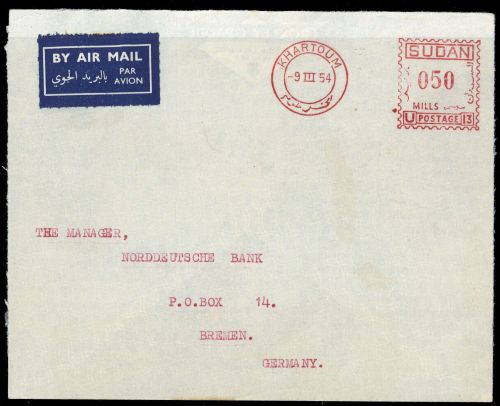 BY AIR MAIL
بالبريد الجوي
PAR
AVION
KHARTOUM
-9 III 54
SUDAN
050
MILLS
U POSTAGE 13
THE MANAGER,
NORDDEUTSCHE BANK
P.O.BOX 14.
BREMEN.
GERMANY.